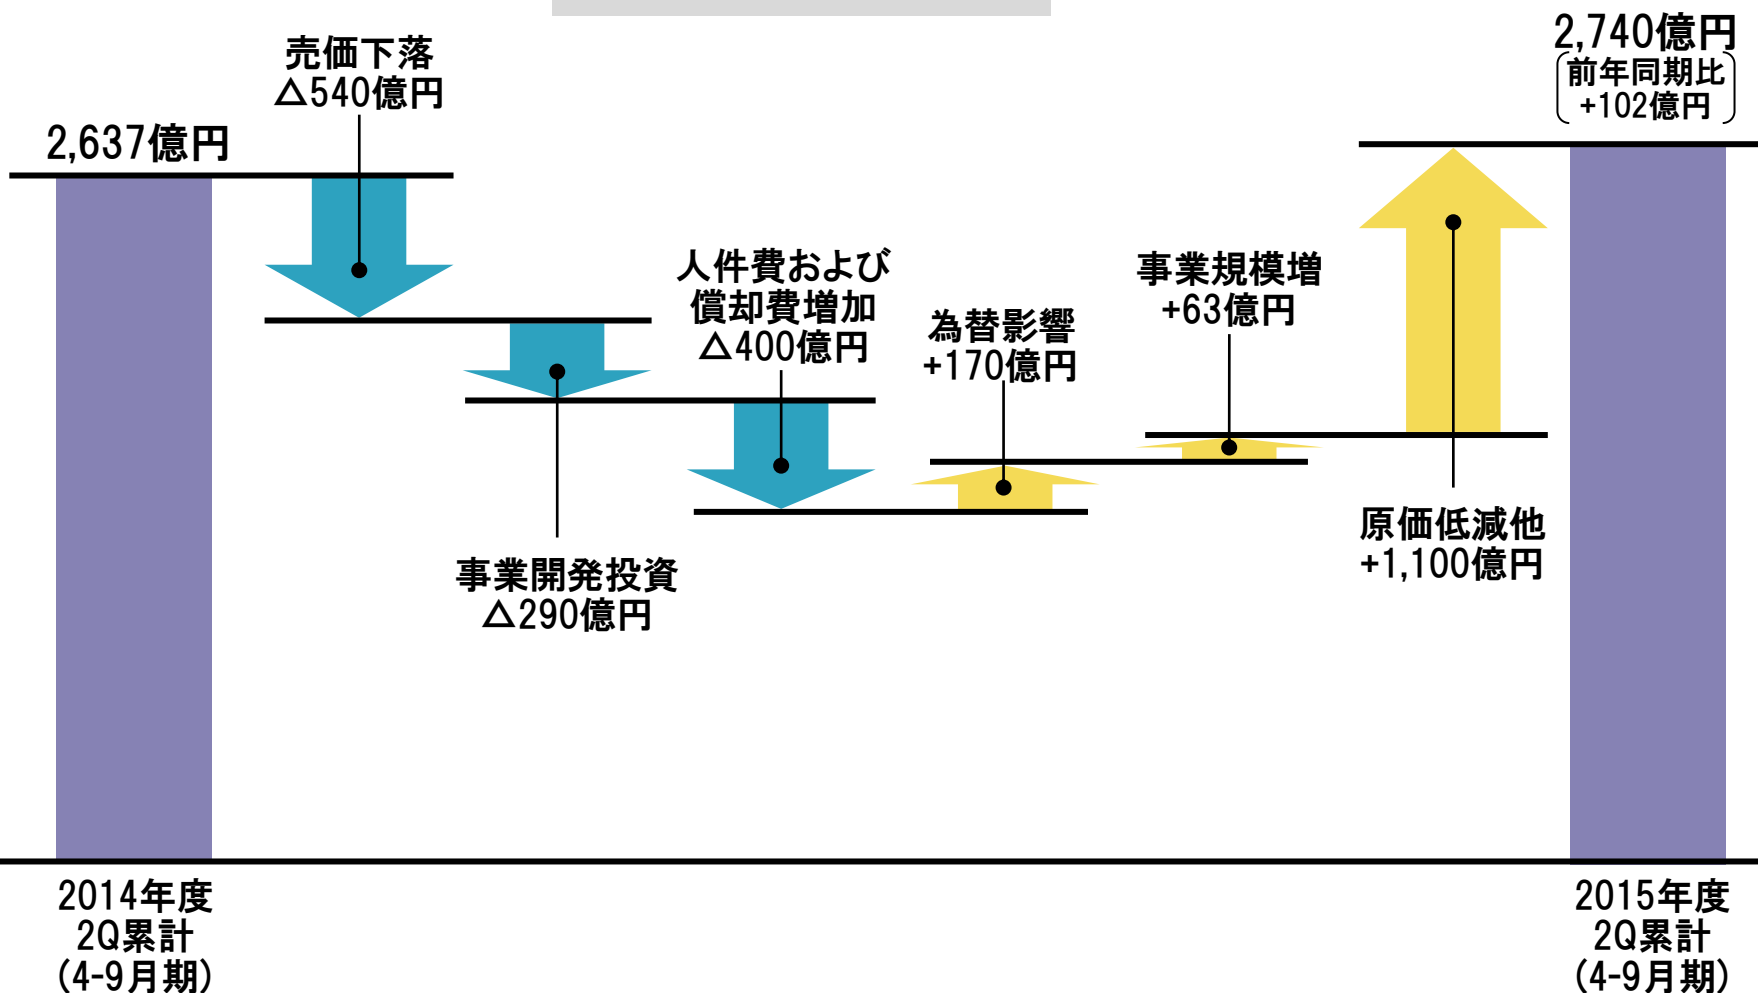 2,637億円
売価下落
△540億円
事業開発投資
△290億円
人件費および
償却費増加
△400億円
為替影響
+170億円
事業規模増
+63億円
原価低減他
+1,100億円
2,740億円
前年同期比
+102億円
2014年度
2Q累計
(4-9月期)
2015年度
2Q累計
(4-9月期)